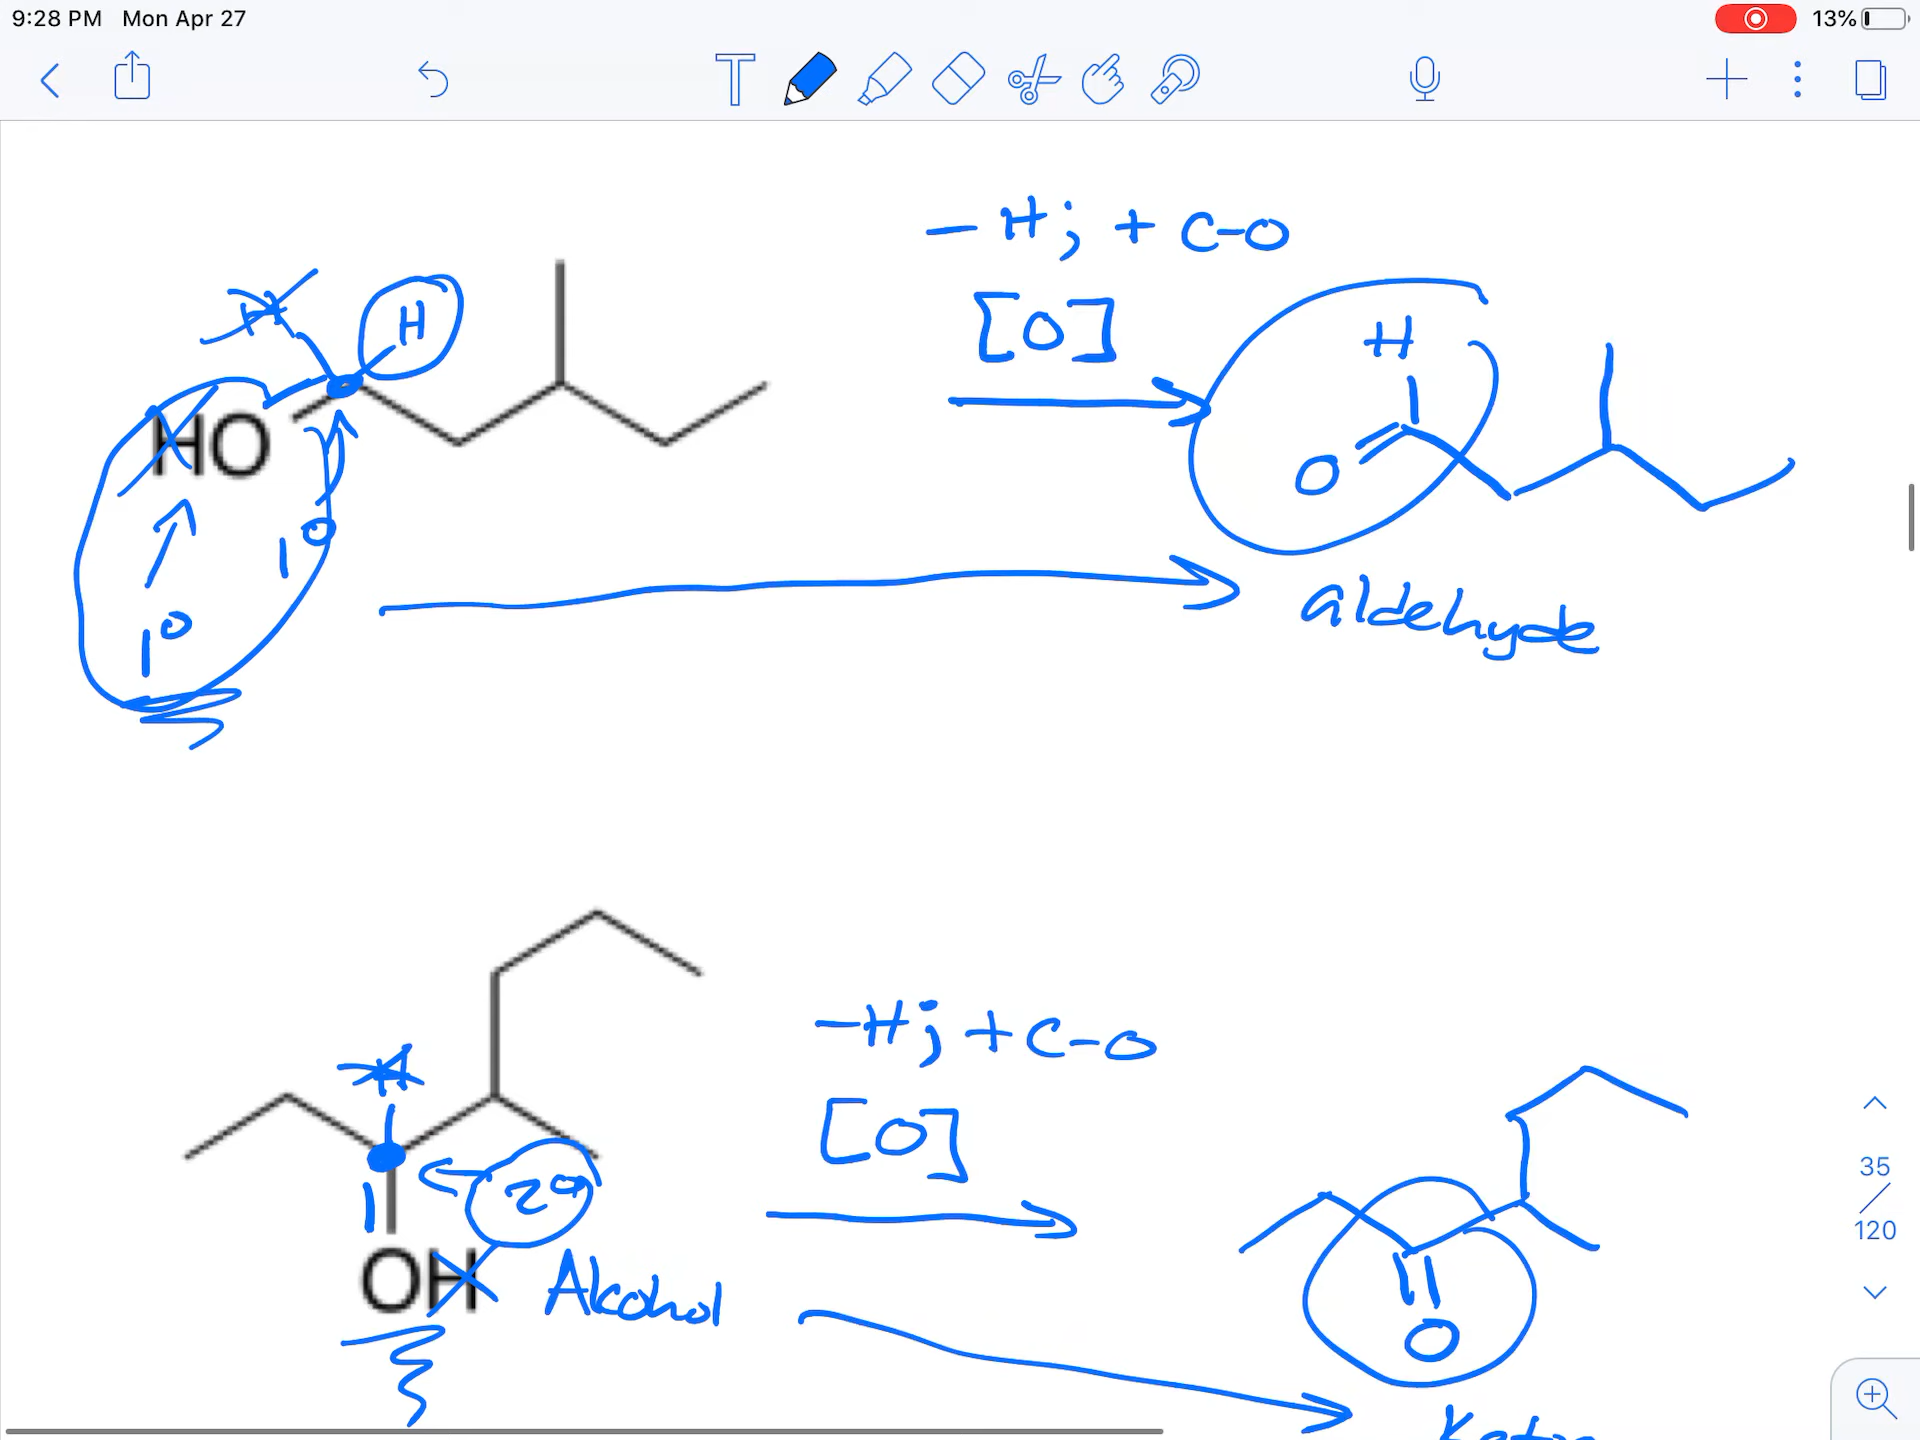 9:28 PM Mon Apr 27
13%
- H ; + C-O
[O]
H
H
HO
1°
1°
H
O
aldehyde
-H ; + C-O
[O]
H
2°
OH
Alcohol
O
35
/
120